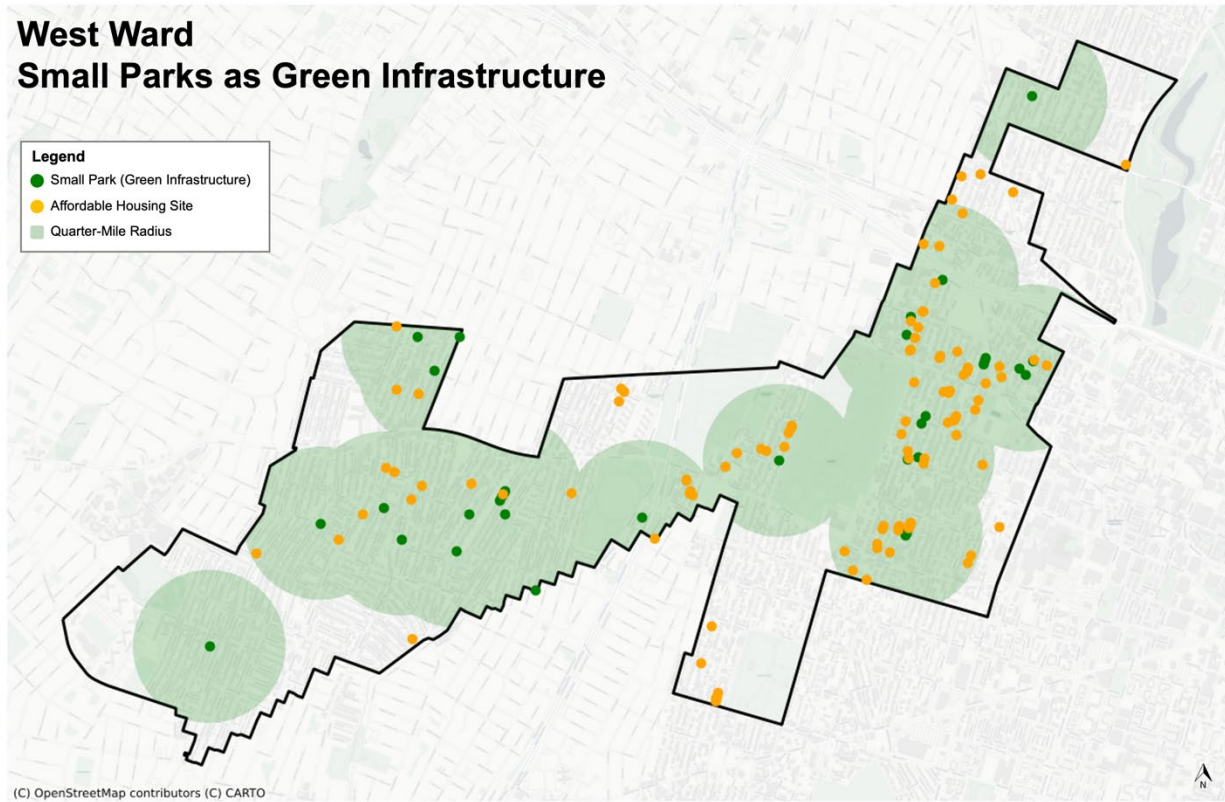 West Ward
Small Parks as Green Infrastructure
Legend
Small Park (Green Infrastructure)
Affordable Housing Site
Quarter-Mile Radius
(C) OpenStreetMap contributors (C) CARTO
N